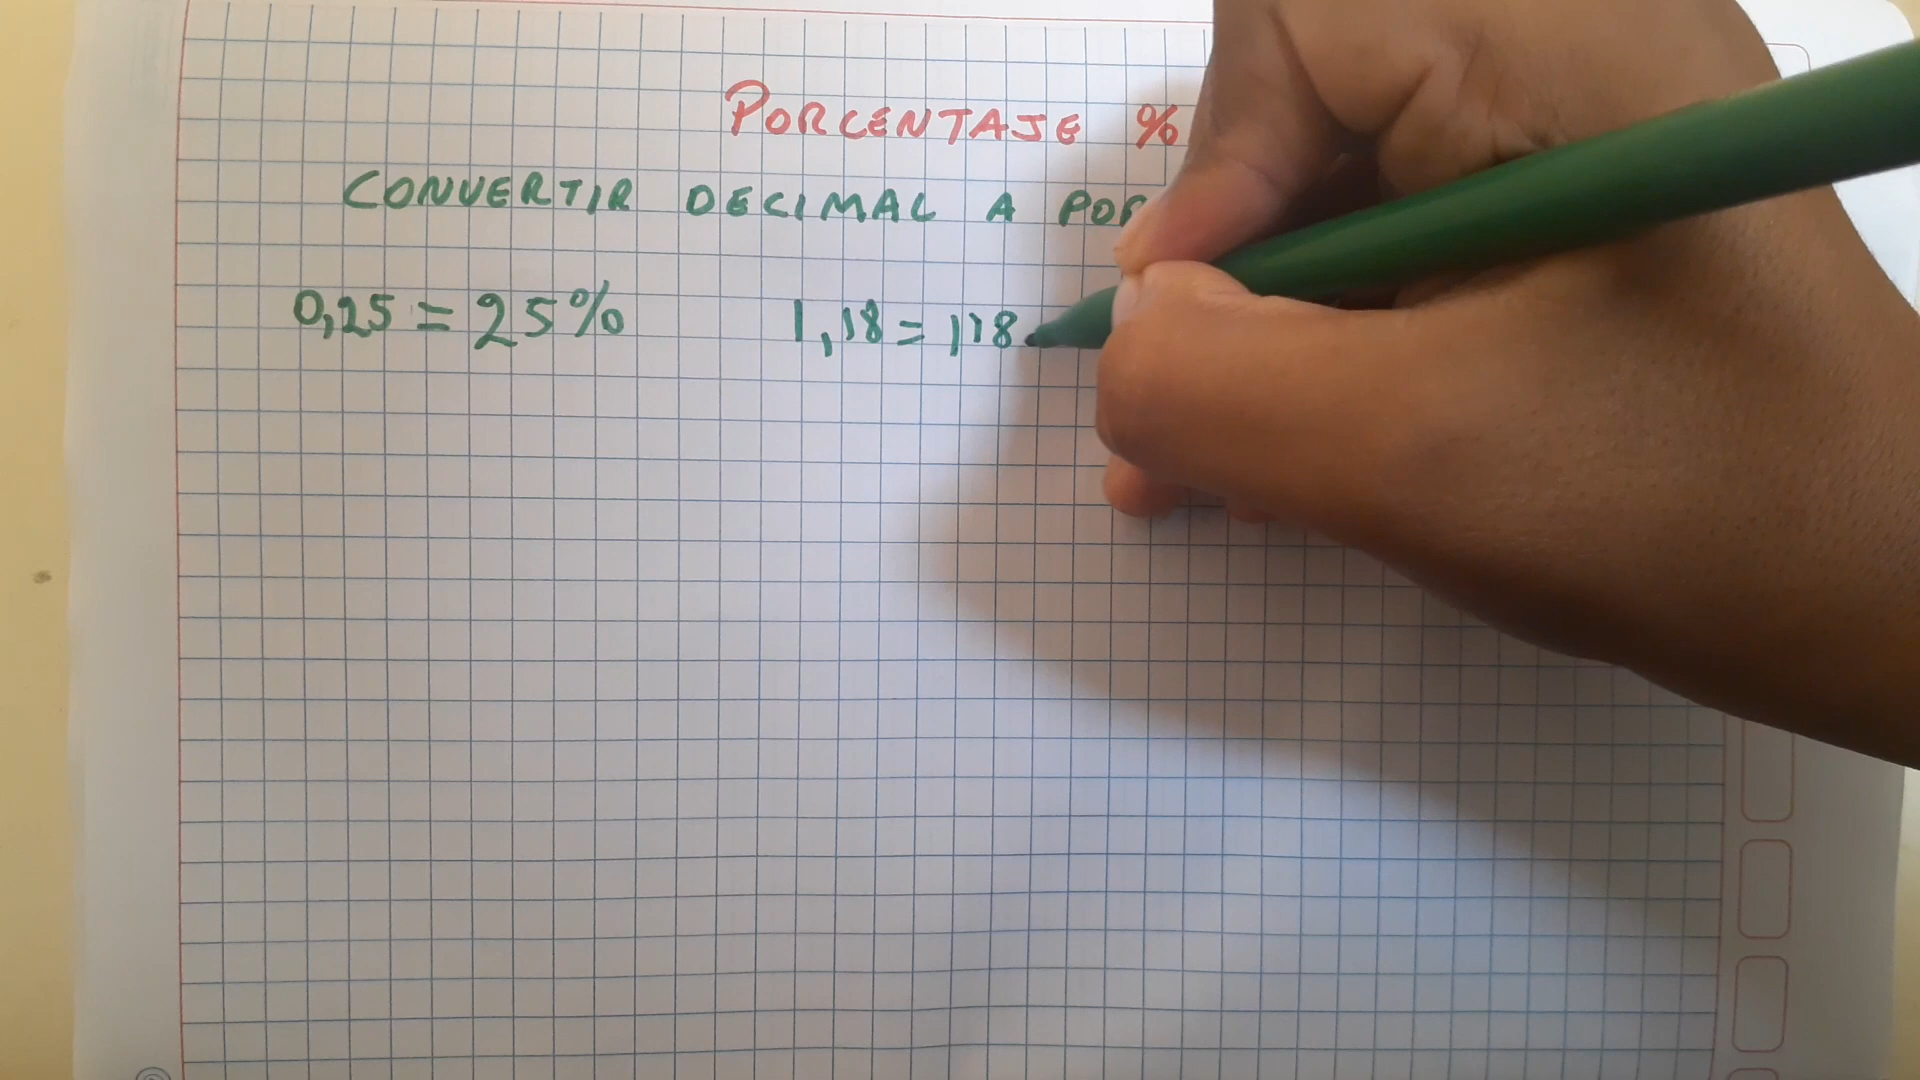 PORCENTAJE %
CONVERTIR DECIMAL A POR
0,25 = 25% 1,18 = 118